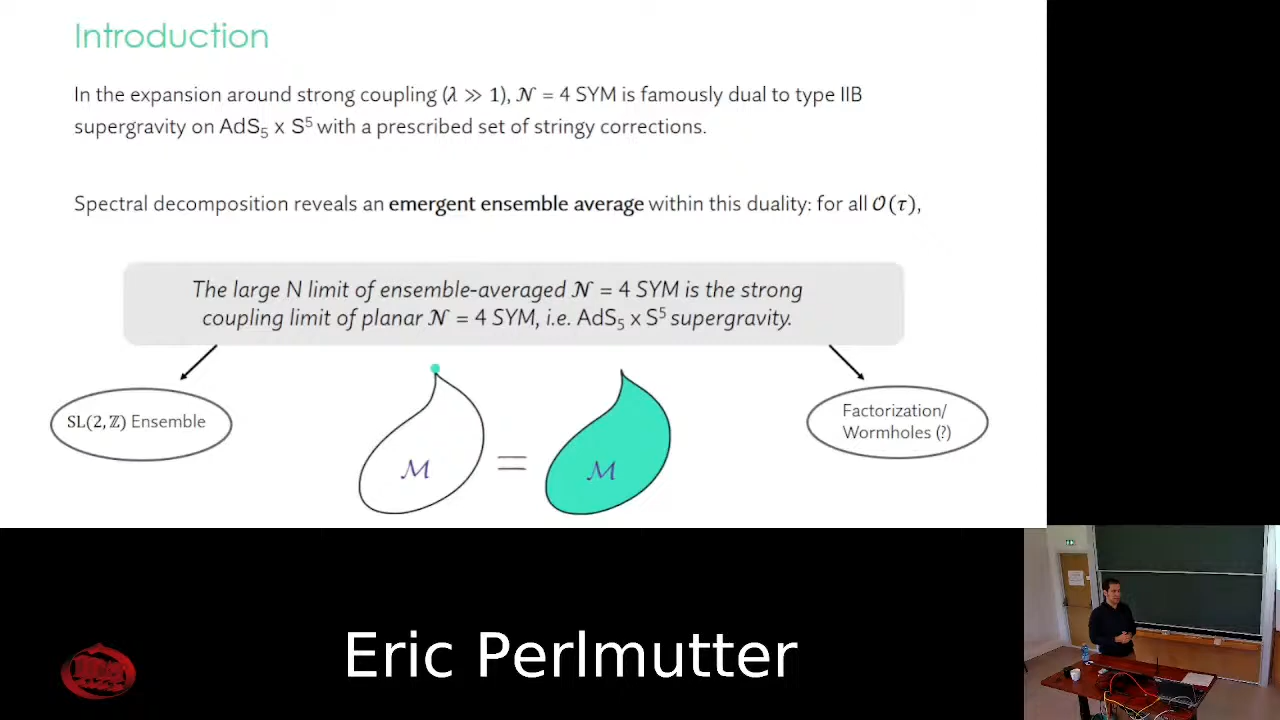 Introduction
In the expansion around strong coupling (λ ≫ 1), 𝒩 = 4 SYM is famously dual to type IIB
supergravity on AdS₅ x S⁵ with a prescribed set of stringy corrections.
Spectral decomposition reveals an emergent ensemble average within this duality: for all 𝒪(τ),
The large N limit of ensemble-averaged 𝒩 = 4 SYM is the strong
coupling limit of planar 𝒩 = 4 SYM, i.e. AdS₅ x S⁵ supergravity.
SL(2, ℤ) Ensemble
ℳ
=
ℳ
Factorization/
Wormholes (?)
Eric Perlmutter